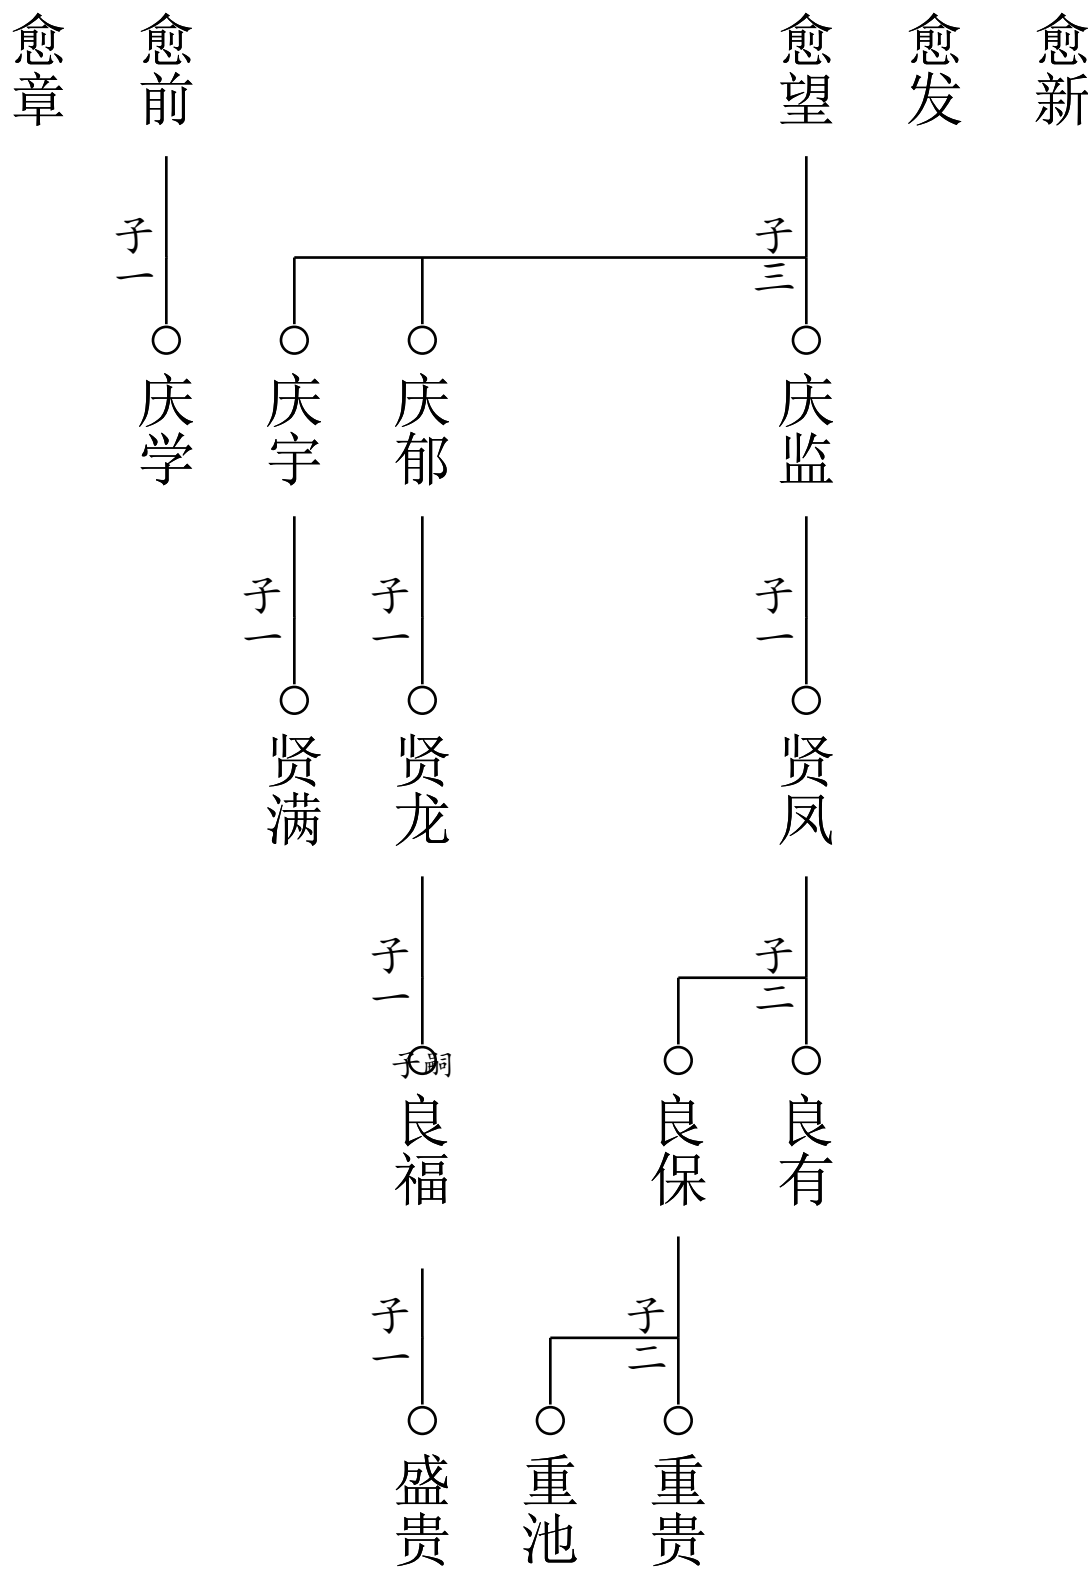 愈新
愈发
愈望
愈前
愈章
子三
子一
庆监
庆郁
庆宇
庆学
子一
子一
子一
贤凤
贤龙
贤满
子二
子一
嗣子
良有
良保
良福
子二
子一
重贵
重池
盛贵